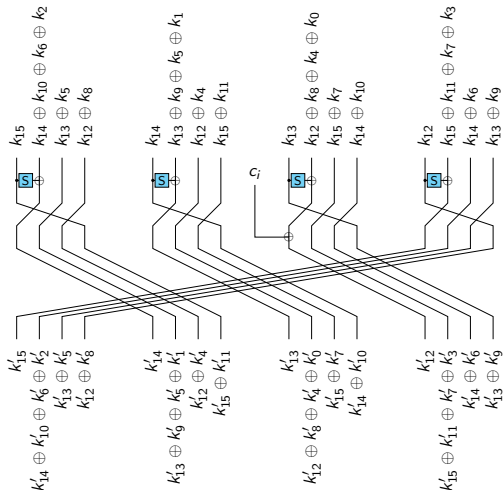 k₁₅
k₁₄ ⊕ k₁₀ ⊕ k₆ ⊕ k₂
k₁₃ ⊕ k₅
k₁₂ ⊕ k₈
k₁₄
k₁₃ ⊕ k₉ ⊕ k₅ ⊕ k₁
k₁₂ ⊕ k₄
k₁₅ ⊕ k₁₁
k₁₃
k₁₂ ⊕ k₈ ⊕ k₄ ⊕ k₀
k₁₅ ⊕ k₇
k₁₄ ⊕ k₁₀
k₁₂
k₁₅ ⊕ k₁₁ ⊕ k₇ ⊕ k₃
k₁₄ ⊕ k₆
k₁₃ ⊕ k₉
S
S
S
S
cᵢ
k′₁₅
k′₁₄ ⊕ k′₁₀ ⊕ k′₆ ⊕ k′₂
k′₁₃ ⊕ k′₅
k′₁₂ ⊕ k′₈
k′₁₄
k′₁₃ ⊕ k′₉ ⊕ k′₅ ⊕ k′₁
k′₁₂ ⊕ k′₄
k′₁₅ ⊕ k′₁₁
k′₁₃
k′₁₂ ⊕ k′₈ ⊕ k′₄ ⊕ k′₀
k′₁₅ ⊕ k′₇
k′₁₄ ⊕ k′₁₀
k′₁₂
k′₁₅ ⊕ k′₁₁ ⊕ k′₇ ⊕ k′₃
k′₁₄ ⊕ k′₆
k′₁₃ ⊕ k′₉